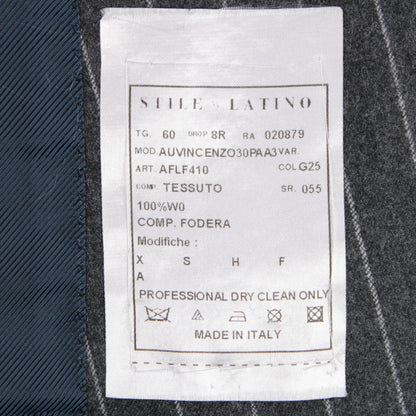 STILE LATINO
TG. 60 DROP 8R RA 020879
MOD. AUVINCENZO30PAA3 VAR.
ART. AFLF410 COL G25
COMP. TESSUTO SR. 055
100%W0
COMP. FODERA
Modifiche :
X S H F
A
PROFESSIONAL DRY CLEAN ONLY
MADE IN ITALY